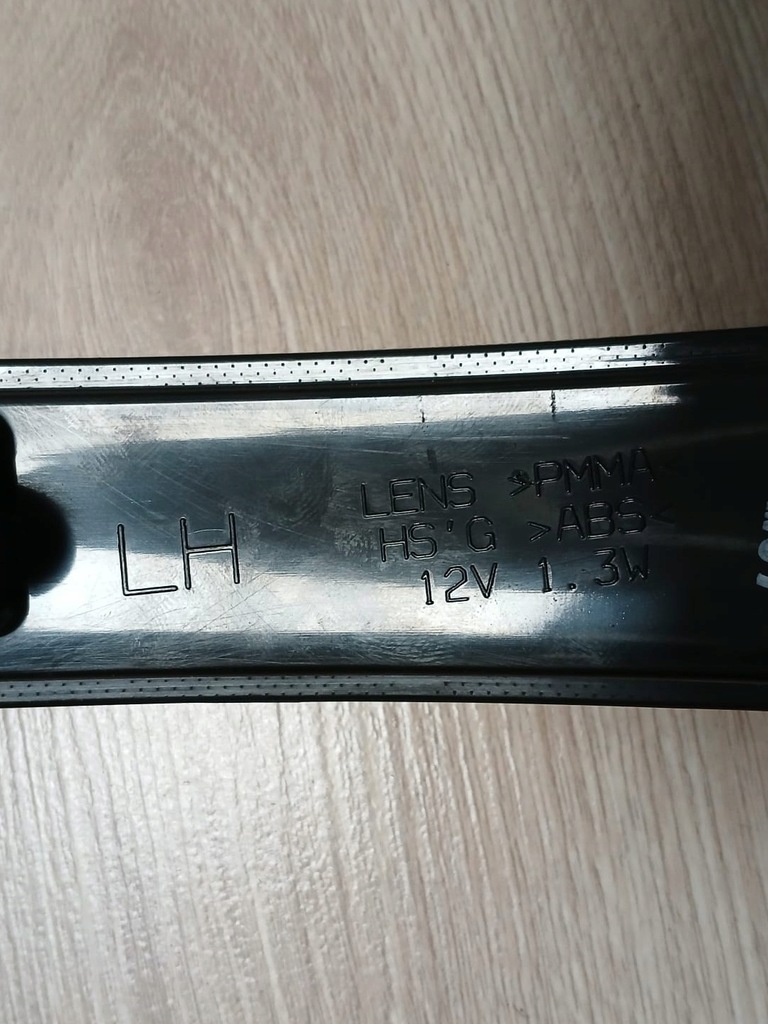 LH
LENS >PMMA<
HS'G >ABS<
12V 1.3W